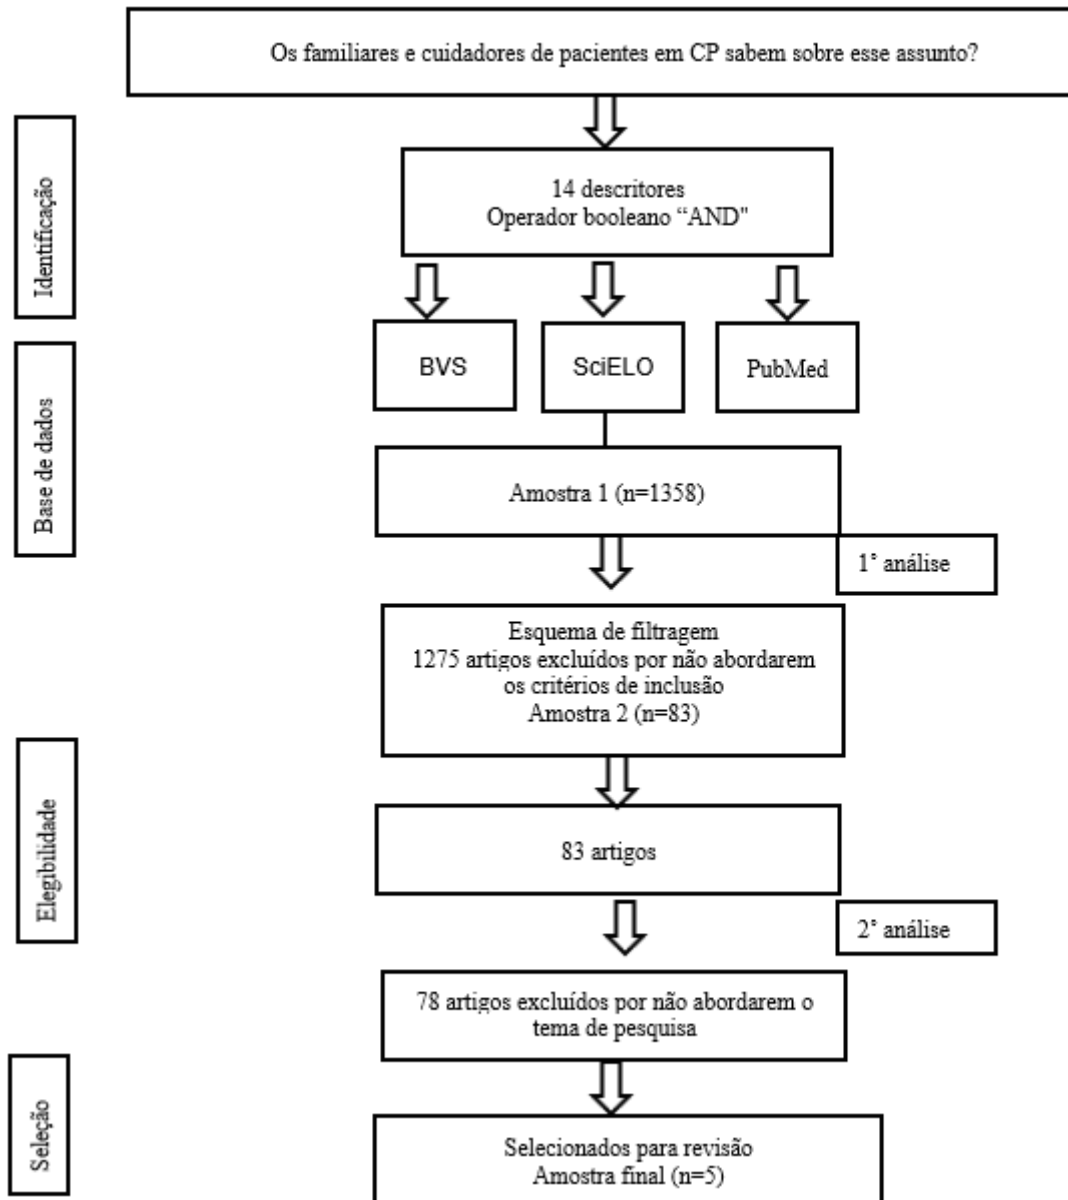 Os familiares e cuidadores de pacientes em CP sabem sobre esse assunto?
Identificação
14 descritores
Operador booleano “AND"
BVS
SciELO
PubMed
Base de dados
Amostra 1 (n=1358)
1° análise
Esquema de filtragem
1275 artigos excluídos por não abordarem
os critérios de inclusão
Amostra 2 (n=83)
Elegibilidade
83 artigos
2° análise
78 artigos excluídos por não abordarem o
tema de pesquisa
Seleção
Selecionados para revisão
Amostra final (n=5)